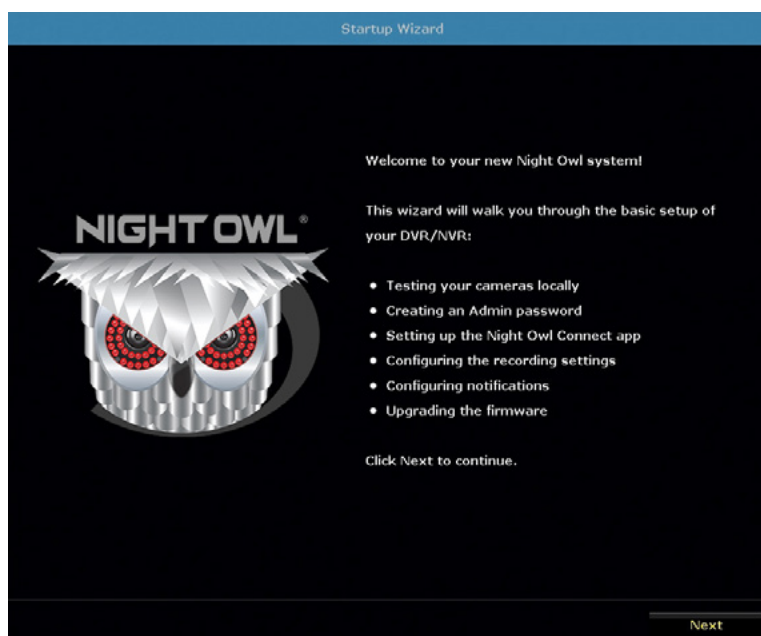 Startup Wizard
NIGHT OWL®
Welcome to your new Night Owl system!
This wizard will walk you through the basic setup of
your DVR/NVR:
• Testing your cameras locally
• Creating an Admin password
• Setting up the Night Owl Connect app
• Configuring the recording settings
• Configuring notifications
• Upgrading the firmware
Click Next to continue.
Next